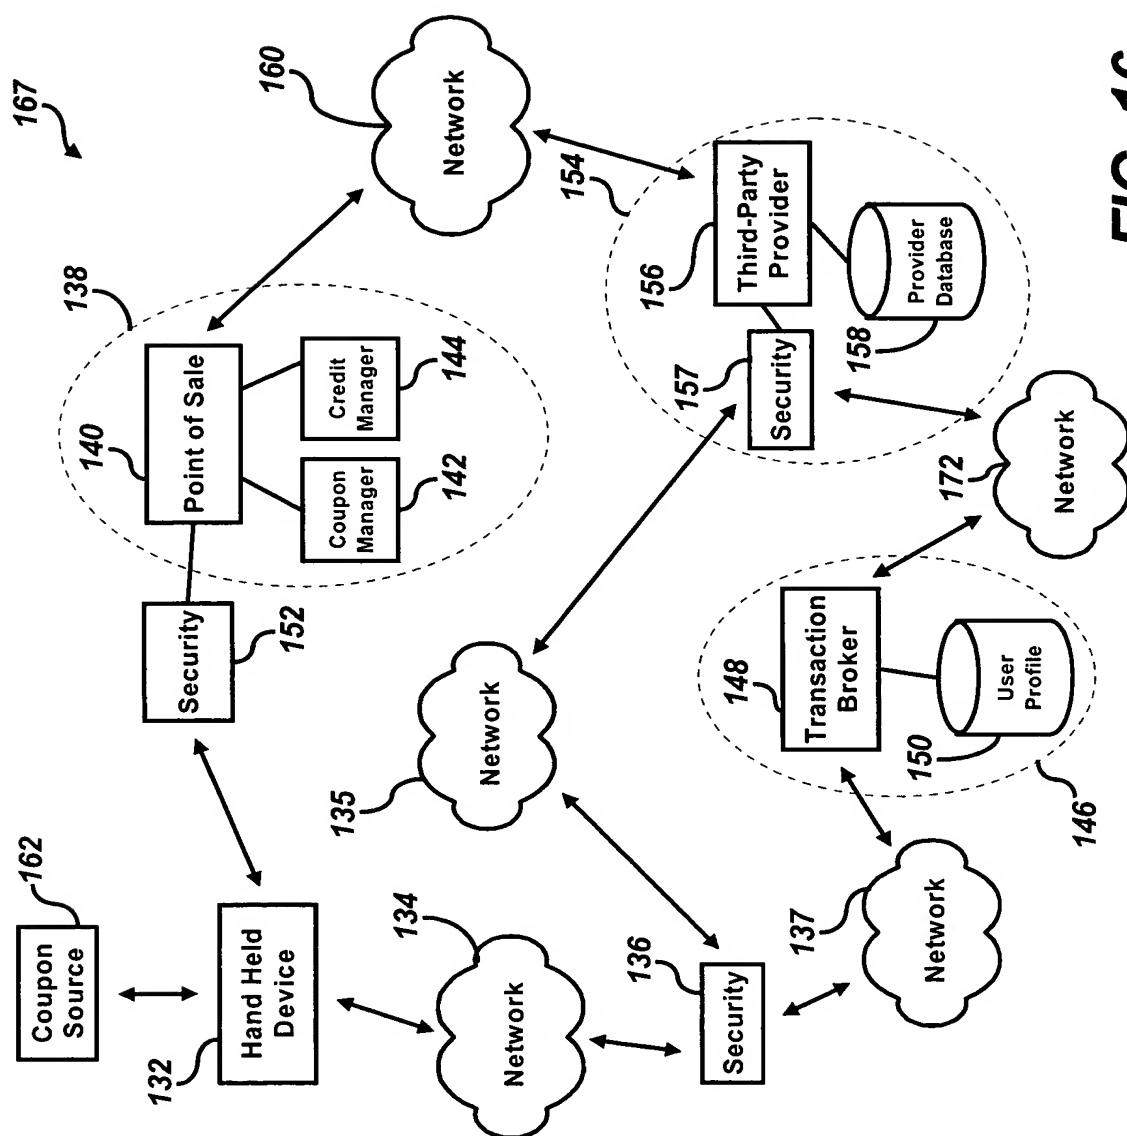 132
Hand Held
Device
Coupon
Source
162
134
Network
Security
152
140
Point of Sale
138
167
Coupon
Manager
142
Credit
Manager
144
160
Network
135
Network
136
Security
137
Network
148
Transaction
Broker
150
User
Profile
146
154
156
Third-Party
Provider
157
Security
158
Provider
Database
172
Network
FIG. 16